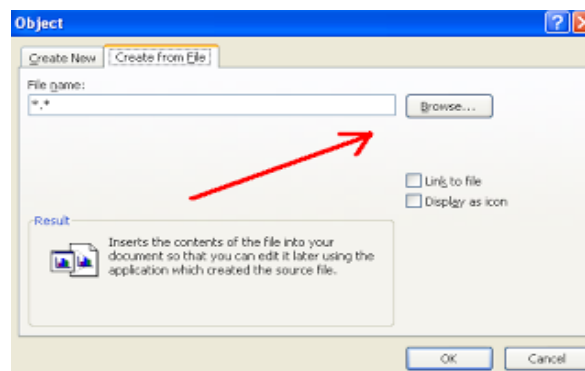 Object
Create New
Create from File
File name:
*.*
Browse...
Link to file
Display as icon
Result
Inserts the contents of the file into your
document so that you can edit it later using the
application which created the source file.
OK
Cancel